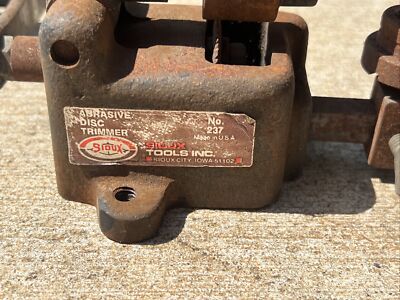 ABRASIVE
DISC
TRIMMER
No.
237
Made in U.S.A.
SIOUX
SIOUX
TOOLS INC.
SIOUX CITY, IOWA 51102